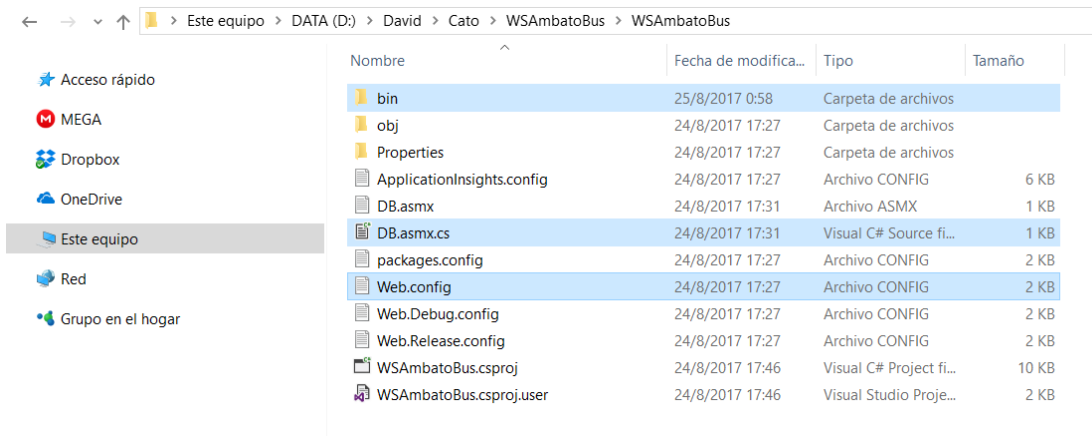 Este equipo > DATA (D:) > David > Cato > WSAmbatoBus > WSAmbatoBus
Acceso rápido
MEGA
Dropbox
OneDrive
Este equipo
Red
Grupo en el hogar
Nombre Fecha de modifica... Tipo Tamaño
bin 25/8/2017 0:58 Carpeta de archivos
obj 24/8/2017 17:27 Carpeta de archivos
Properties 24/8/2017 17:27 Carpeta de archivos
ApplicationInsights.config 24/8/2017 17:27 Archivo CONFIG 6 KB
DB.asmx 24/8/2017 17:31 Archivo ASMX 1 KB
DB.asmx.cs 24/8/2017 17:31 Visual C# Source fi... 1 KB
packages.config 24/8/2017 17:27 Archivo CONFIG 2 KB
Web.config 24/8/2017 17:27 Archivo CONFIG 2 KB
Web.Debug.config 24/8/2017 17:27 Archivo CONFIG 2 KB
Web.Release.config 24/8/2017 17:27 Archivo CONFIG 2 KB
WSAmbatoBus.csproj 24/8/2017 17:46 Visual C# Project fi... 10 KB
WSAmbatoBus.csproj.user 24/8/2017 17:46 Visual Studio Proje... 2 KB